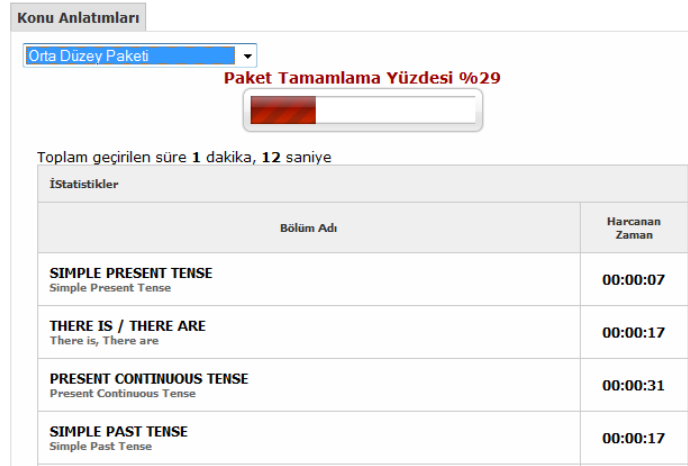 Konu Anlatımları
Orta Düzey Paketi
Paket Tamamlama Yüzdesi %29
Toplam geçirilen süre 1 dakika, 12 saniye
İStatistikler
Bölüm Adı
Harcanan
Zaman
SIMPLE PRESENT TENSE
Simple Present Tense
00:00:07
THERE IS / THERE ARE
There is, There are
00:00:17
PRESENT CONTINUOUS TENSE
Present Continuous Tense
00:00:31
SIMPLE PAST TENSE
Simple Past Tense
00:00:17